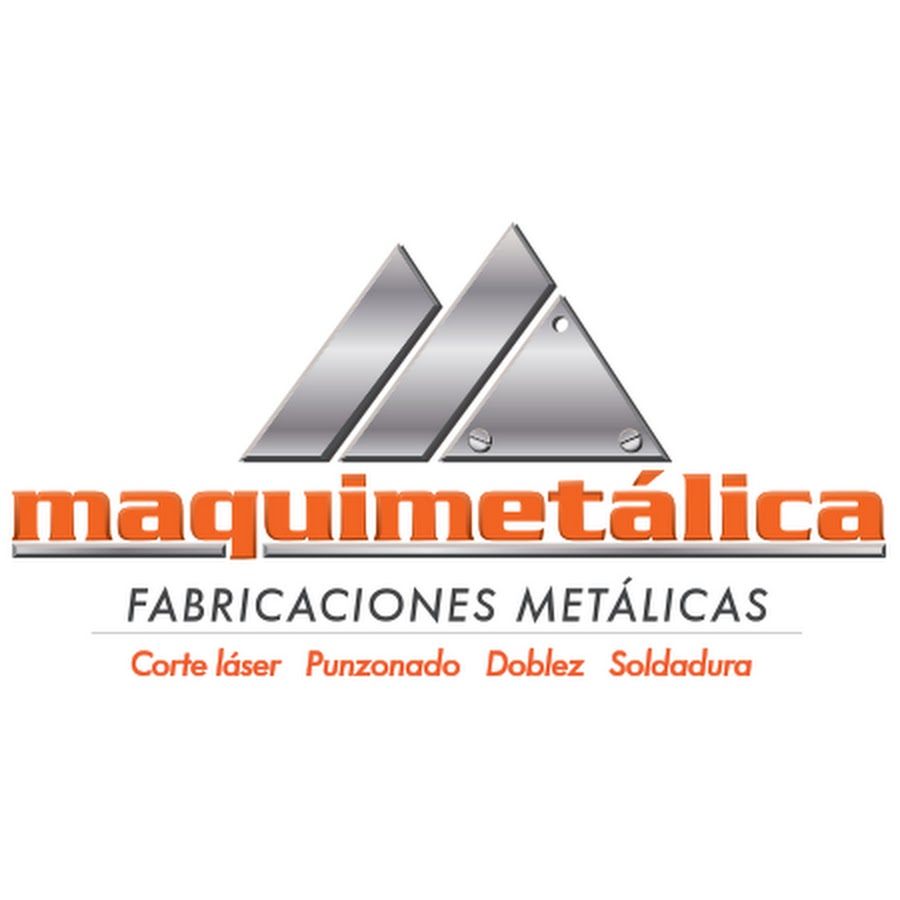 maquimetálica
FABRICACIONES METÁLICAS
Corte láser Punzonado Doblez Soldadura